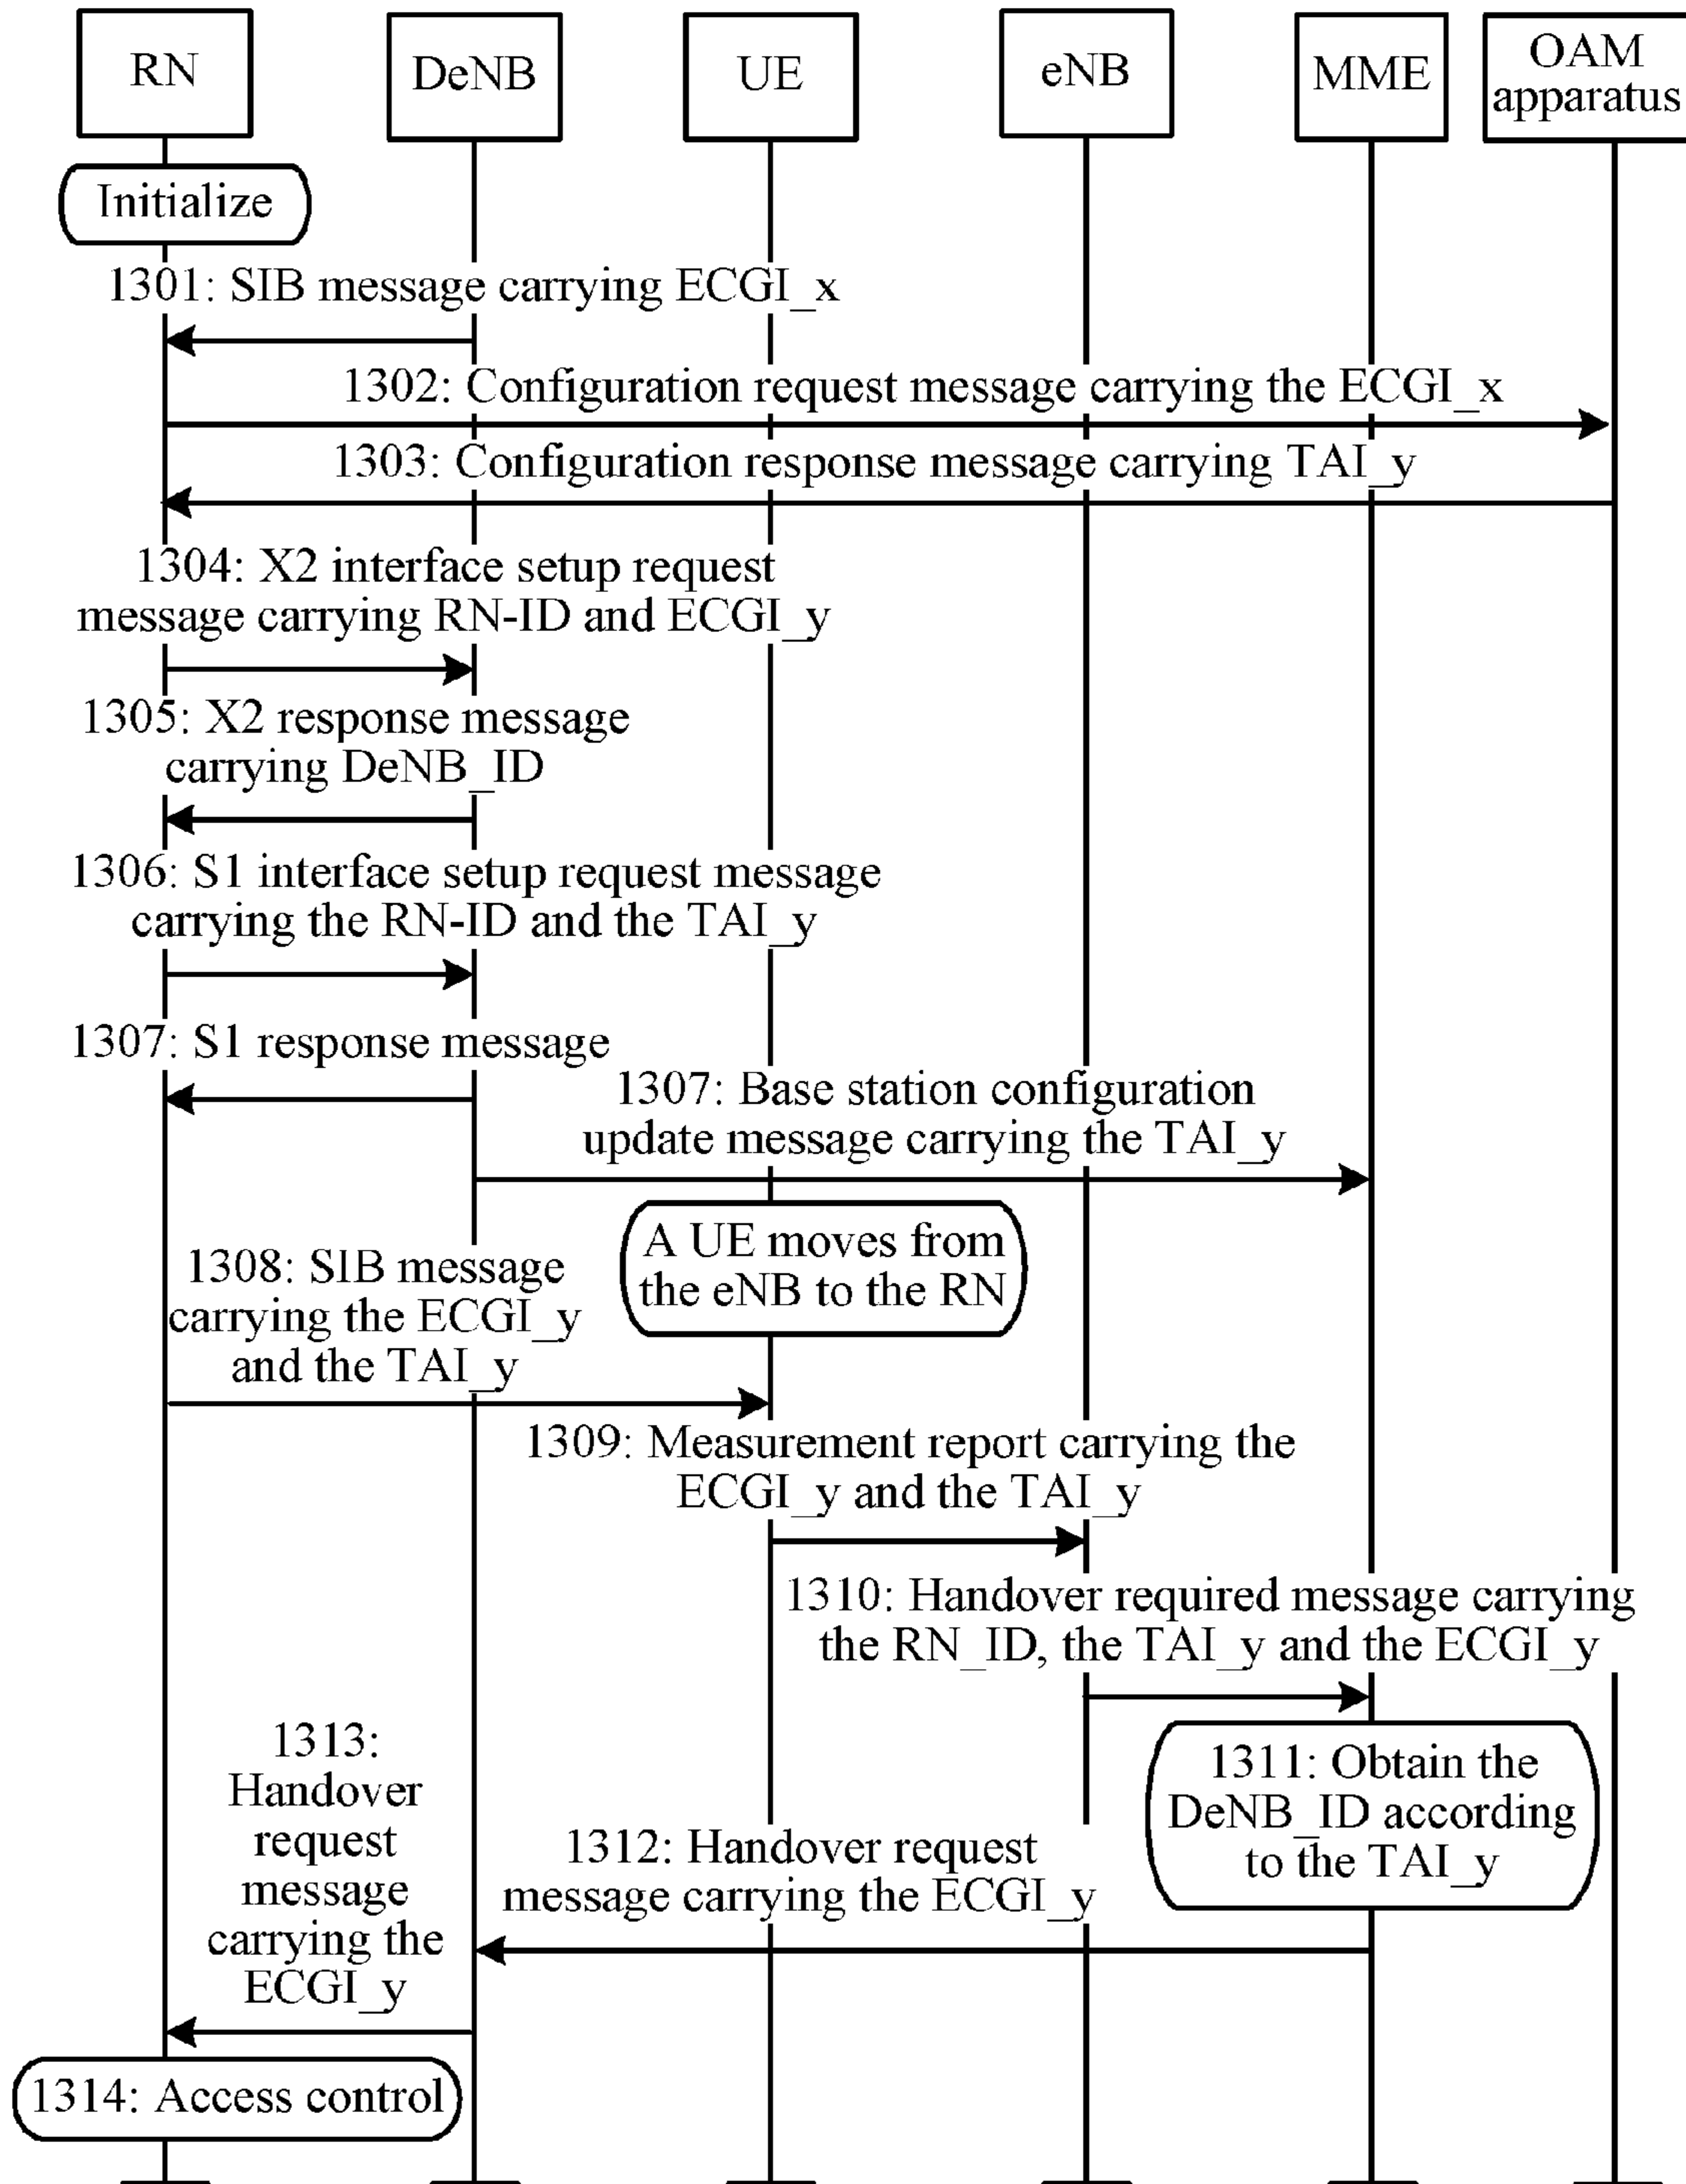 RN
DeNB
UE
eNB
MME
OAM
apparatus
Initialize
1301: SIB message carrying ECGI_x
1302: Configuration request message carrying the ECGI_x
1303: Configuration response message carrying TAI_y
1304: X2 interface setup request
message carrying RN-ID and ECGI_y
1305: X2 response message
carrying DeNB_ID
1306: S1 interface setup request message
carrying the RN-ID and the TAI_y
1307: S1 response message
1307: Base station configuration
update message carrying the TAI_y
A UE moves from
the eNB to the RN
1308: SIB message
carrying the ECGI_y
and the TAI_y
1309: Measurement report carrying the
ECGI_y and the TAI_y
1310: Handover required message carrying
the RN_ID, the TAI_y and the ECGI_y
1311: Obtain the
DeNB_ID according
to the TAI_y
1312: Handover request
message carrying the ECGI_y
1313:
Handover
request
message
carrying the
ECGI_y
1314: Access control